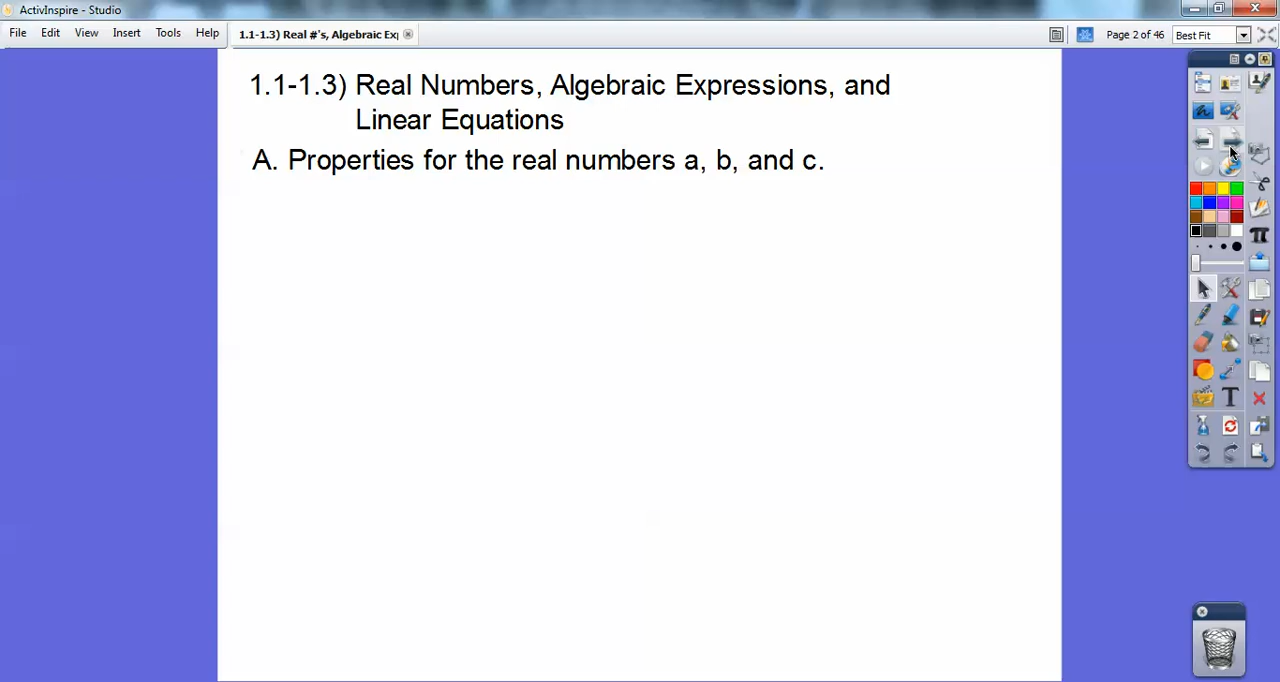 ActivInspire - Studio
File Edit View Insert Tools Help
1.1-1.3) Real #'s, Algebraic Exp
Page 2 of 46
Best Fit
1.1-1.3) Real Numbers, Algebraic Expressions, and
Linear Equations
A. Properties for the real numbers a, b, and c.